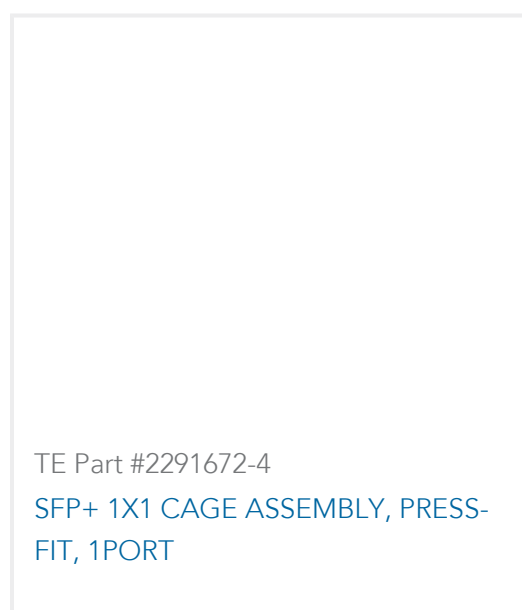 TE Part #2291672-4
SFP+ 1X1 CAGE ASSEMBLY, PRESS-
FIT, 1PORT